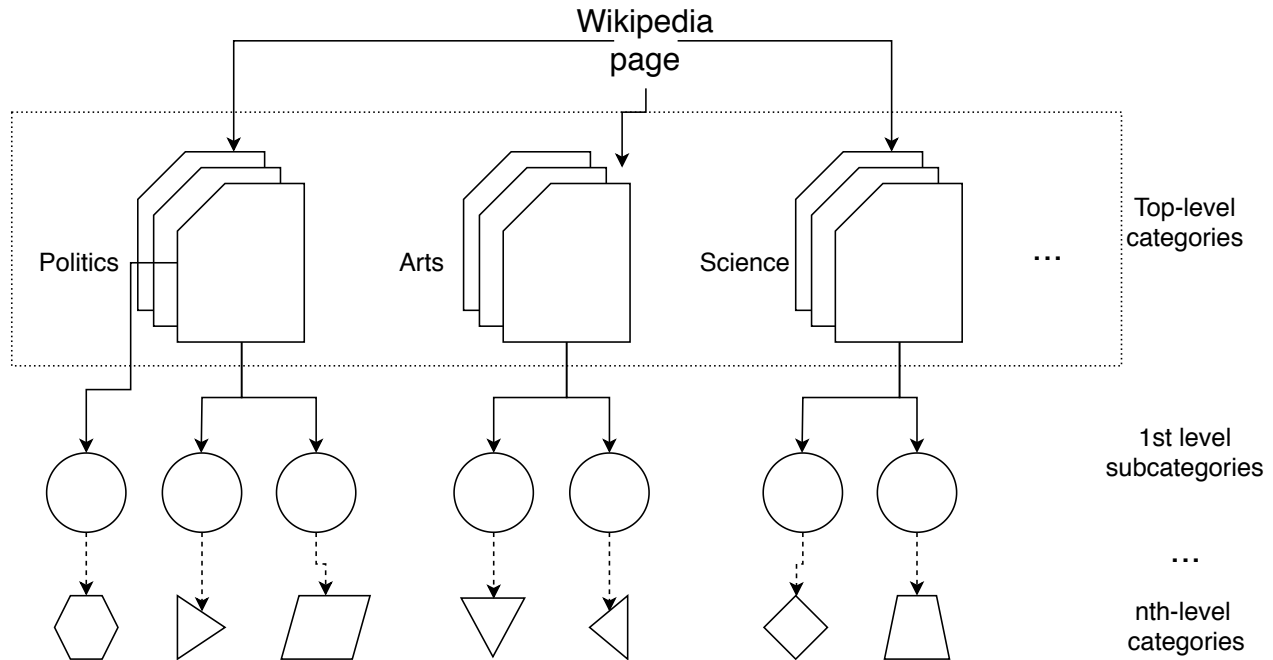 Wikipedia
page
Top-level
categories
Politics
Arts
Science
...
1st level
subcategories
...
nth-level
categories